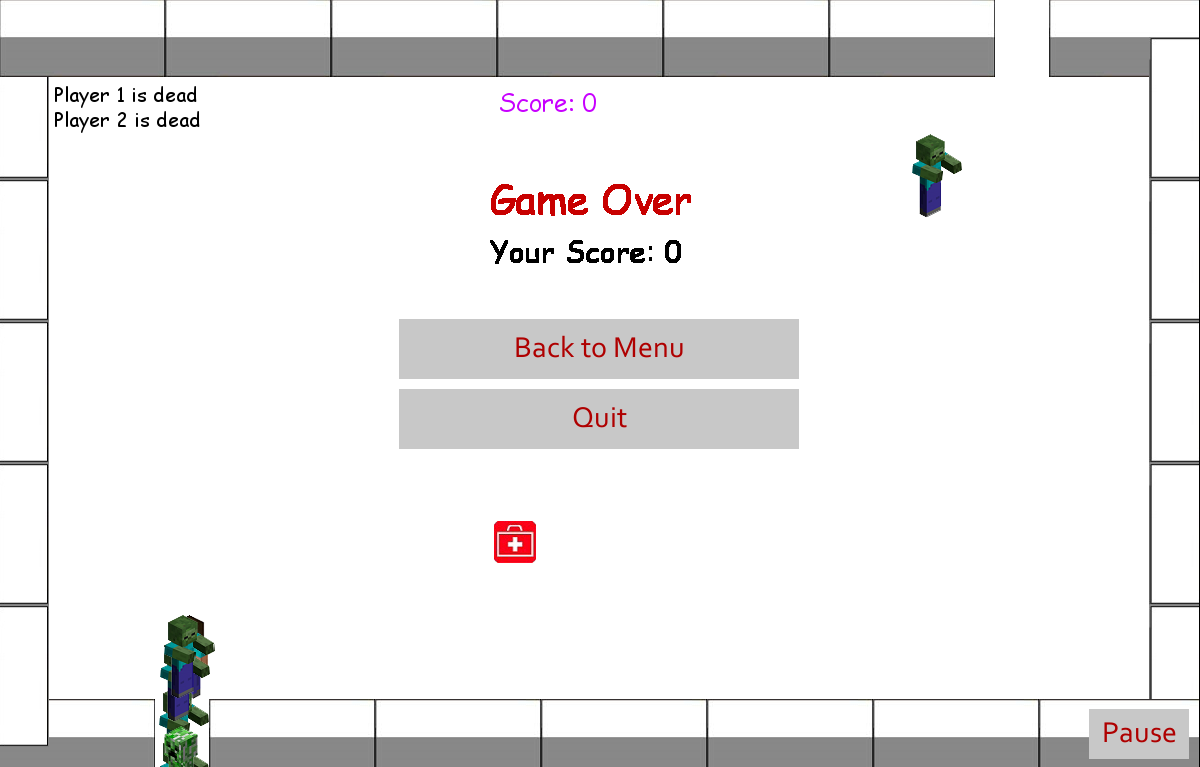 Player 1 is dead
Player 2 is dead
Score: 0
Game Over
Your Score: 0
Back to Menu
Quit
Pause